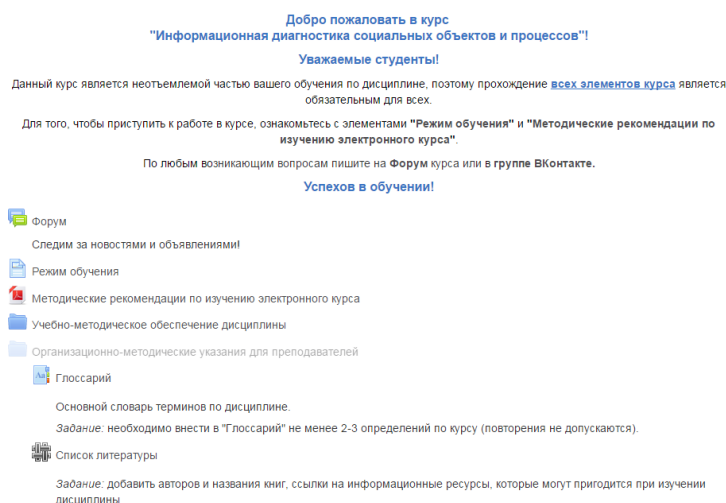 Добро пожаловать в курс
"Информационная диагностика социальных объектов и процессов"!
Уважаемые студенты!
Данный курс является неотъемлемой частью вашего обучения по дисциплине, поэтому прохождение всех элементов курса является
обязательным для всех.
Для того, чтобы приступить к работе в курсе, ознакомьтесь с элементами "Режим обучения" и "Методические рекомендации по
изучению электронного курса".
По любым возникающим вопросам пишите на Форум курса или в группе ВКонтакте.
Успехов в обучении!
Форум
Следим за новостями и объявлениями!
Режим обучения
Методические рекомендации по изучению электронного курса
Учебно-методическое обеспечение дисциплины
Организационно-методические указания для преподавателей
Глоссарий
Основной словарь терминов по дисциплине.
Задание: необходимо внести в "Глоссарий" не менее 2-3 определений по курсу (повторения не допускаются).
Список литературы
Задание: добавить авторов и названия книг, ссылки на информационные ресурсы, которые могут пригодится при изучении
дисциплины